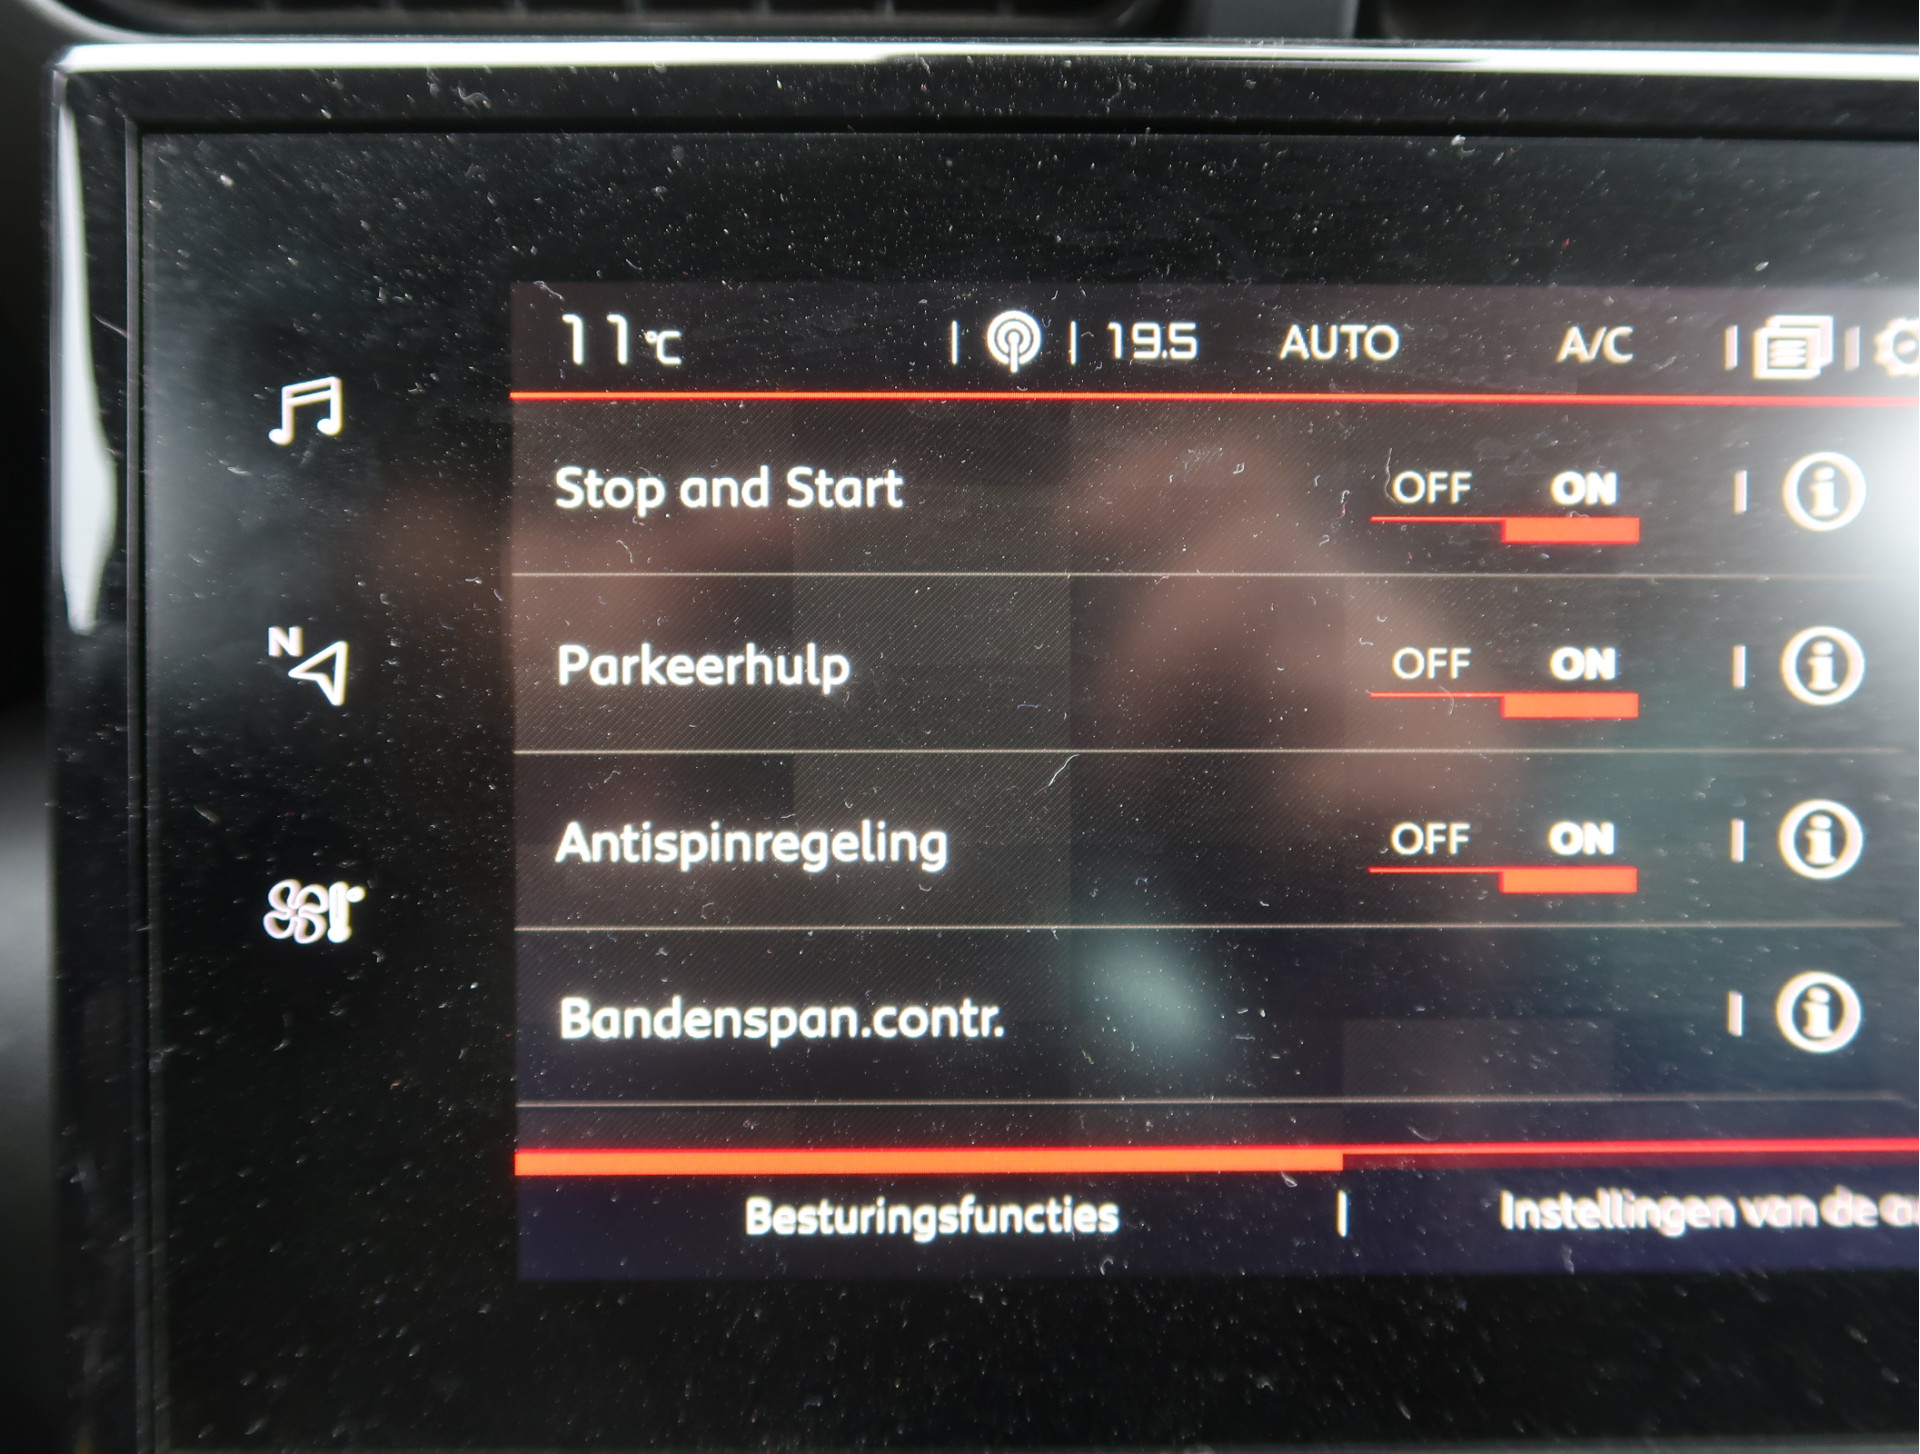 11°C | 19.5 AUTO A/C
Stop and Start OFF ON
Parkeerhulp OFF ON
N
Antispinregeling OFF ON
Bandenspan.contr.
Besturingsfuncties | Instellingen van de